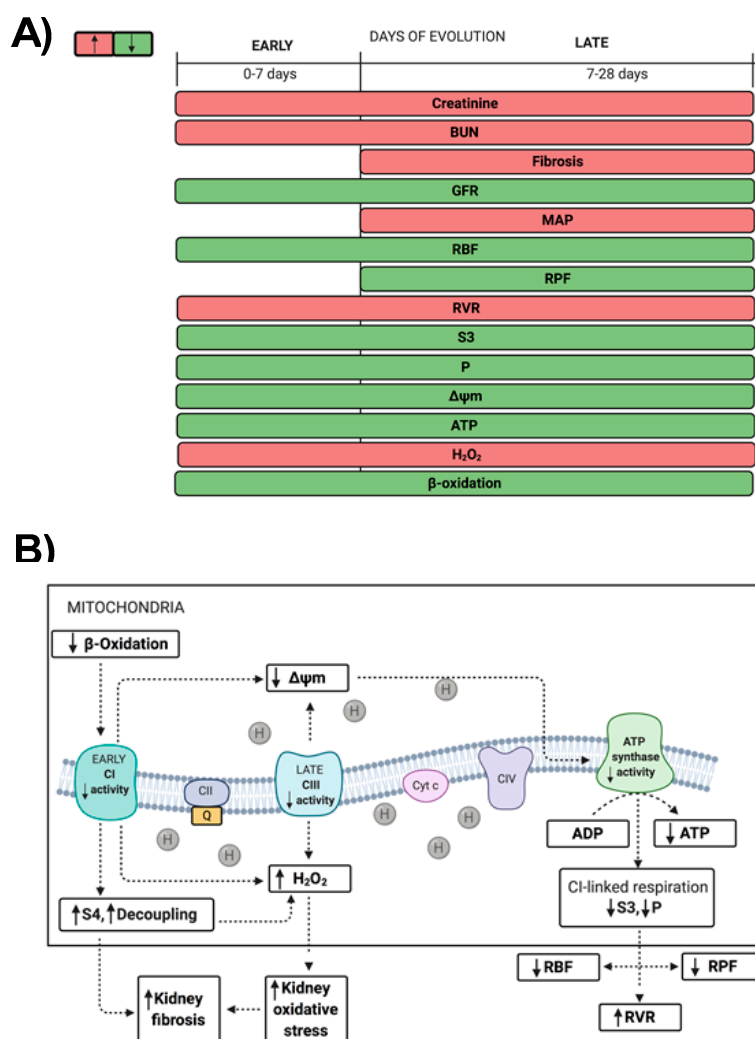 A)
↑ ↓
DAYS OF EVOLUTION
EARLY
LATE
0-7 days
7-28 days
Creatinine
BUN
Fibrosis
GFR
MAP
RBF
RPF
RVR
S3
P
Δψm
ATP
H₂O₂
β-oxidation
B)
MITOCHONDRIA
↓ β-Oxidation
↓ Δψm
H
H
H
EARLY
CI
↓ activity
CII
Q
LATE
CIII
↓ activity
Cyt c
CIV
ATP
synthase
↓ activity
H
H
H
H
H
ADP
↓ ATP
↑ H₂O₂
↑S4, ↑Decoupling
CI-linked respiration
↓S3,↓P
↓RBF
↓ RPF
↑RVR
↑Kidney
fibrosis
↑Kidney
oxidative
stress